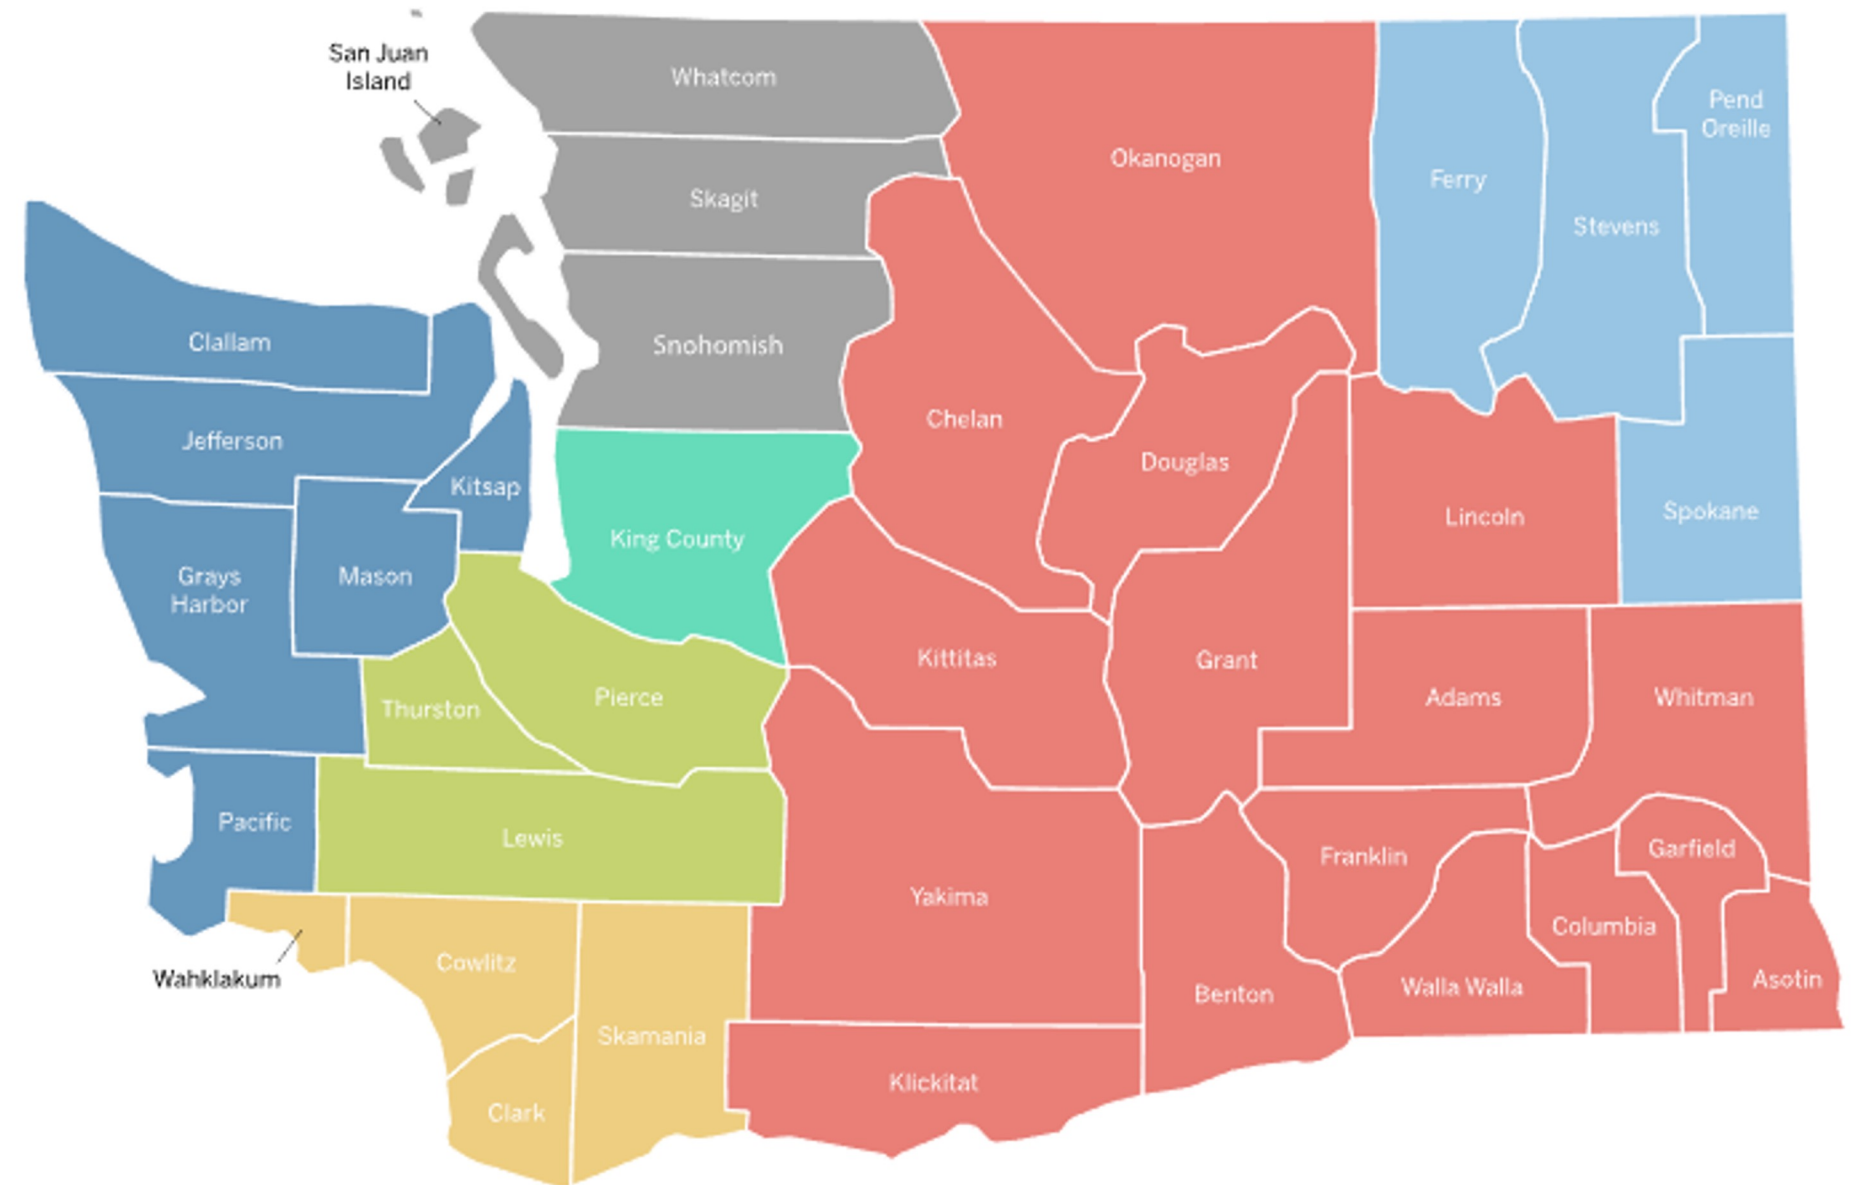 San Juan
Island
Whatcom
Pend
Oreille
Okanogan
Ferry
Skagit
Stevens
Clallam
Snohomish
Chelan
Jefferson
Douglas
Kitsap
Spokane
Lincoln
King County
Grays
Harbor
Mason
Kittitas
Grant
Thurston
Pierce
Adams
Whitman
Pacific
Lewis
Garfield
Franklin
Yakima
Columbia
Cowlitz
Wahklakum
Asotin
Walla Walla
Benton
Skamania
Klickitat
Clark